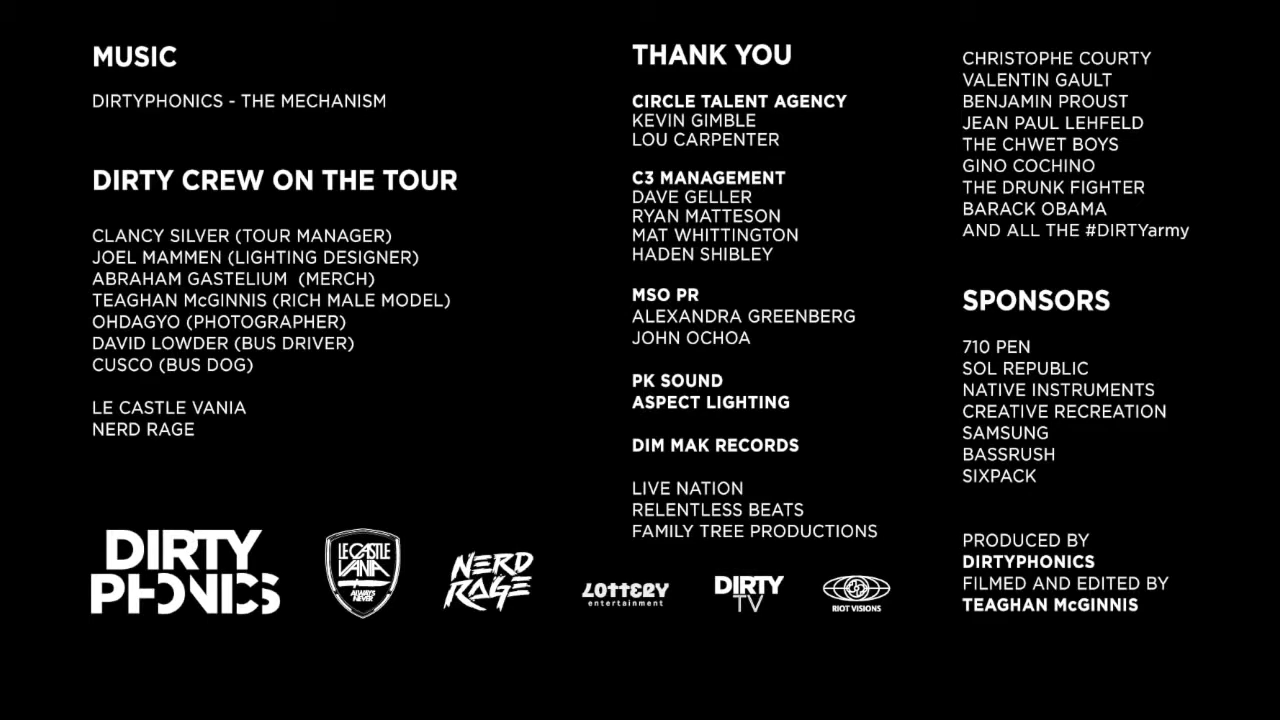 MUSIC
DIRTYPHONICS - THE MECHANISM
DIRTY CREW ON THE TOUR
CLANCY SILVER (TOUR MANAGER)
JOEL MAMMEN (LIGHTING DESIGNER)
ABRAHAM GASTELIUM (MERCH)
TEAGHAN McGINNIS (RICH MALE MODEL)
OHDAGYO (PHOTOGRAPHER)
DAVID LOWDER (BUS DRIVER)
CUSCO (BUS DOG)
LE CASTLE VANIA
NERD RAGE
THANK YOU
CIRCLE TALENT AGENCY
KEVIN GIMBLE
LOU CARPENTER
C3 MANAGEMENT
DAVE GELLER
RYAN MATTESON
MAT WHITTINGTON
HADEN SHIBLEY
MSO PR
ALEXANDRA GREENBERG
JOHN OCHOA
PK SOUND
ASPECT LIGHTING
DIM MAK RECORDS
LIVE NATION
RELENTLESS BEATS
FAMILY TREE PRODUCTIONS
CHRISTOPHE COURTY
VALENTIN GAULT
BENJAMIN PROUST
JEAN PAUL LEHFELD
THE CHWET BOYS
GINO COCHINO
THE DRUNK FIGHTER
BARACK OBAMA
AND ALL THE #DIRTYarmy
SPONSORS
710 PEN
SOL REPUBLIC
NATIVE INSTRUMENTS
CREATIVE RECREATION
SAMSUNG
BASSRUSH
SIXPACK
PRODUCED BY
DIRTYPHONICS
FILMED AND EDITED BY
TEAGHAN McGINNIS
DIRTY
PHONICS
LE CASTLE
VANIA
ALWAYS
NEVER
NERD
RAGE
LOTTERY
entertainment
DIRTY
TV
RIOT VISIONS